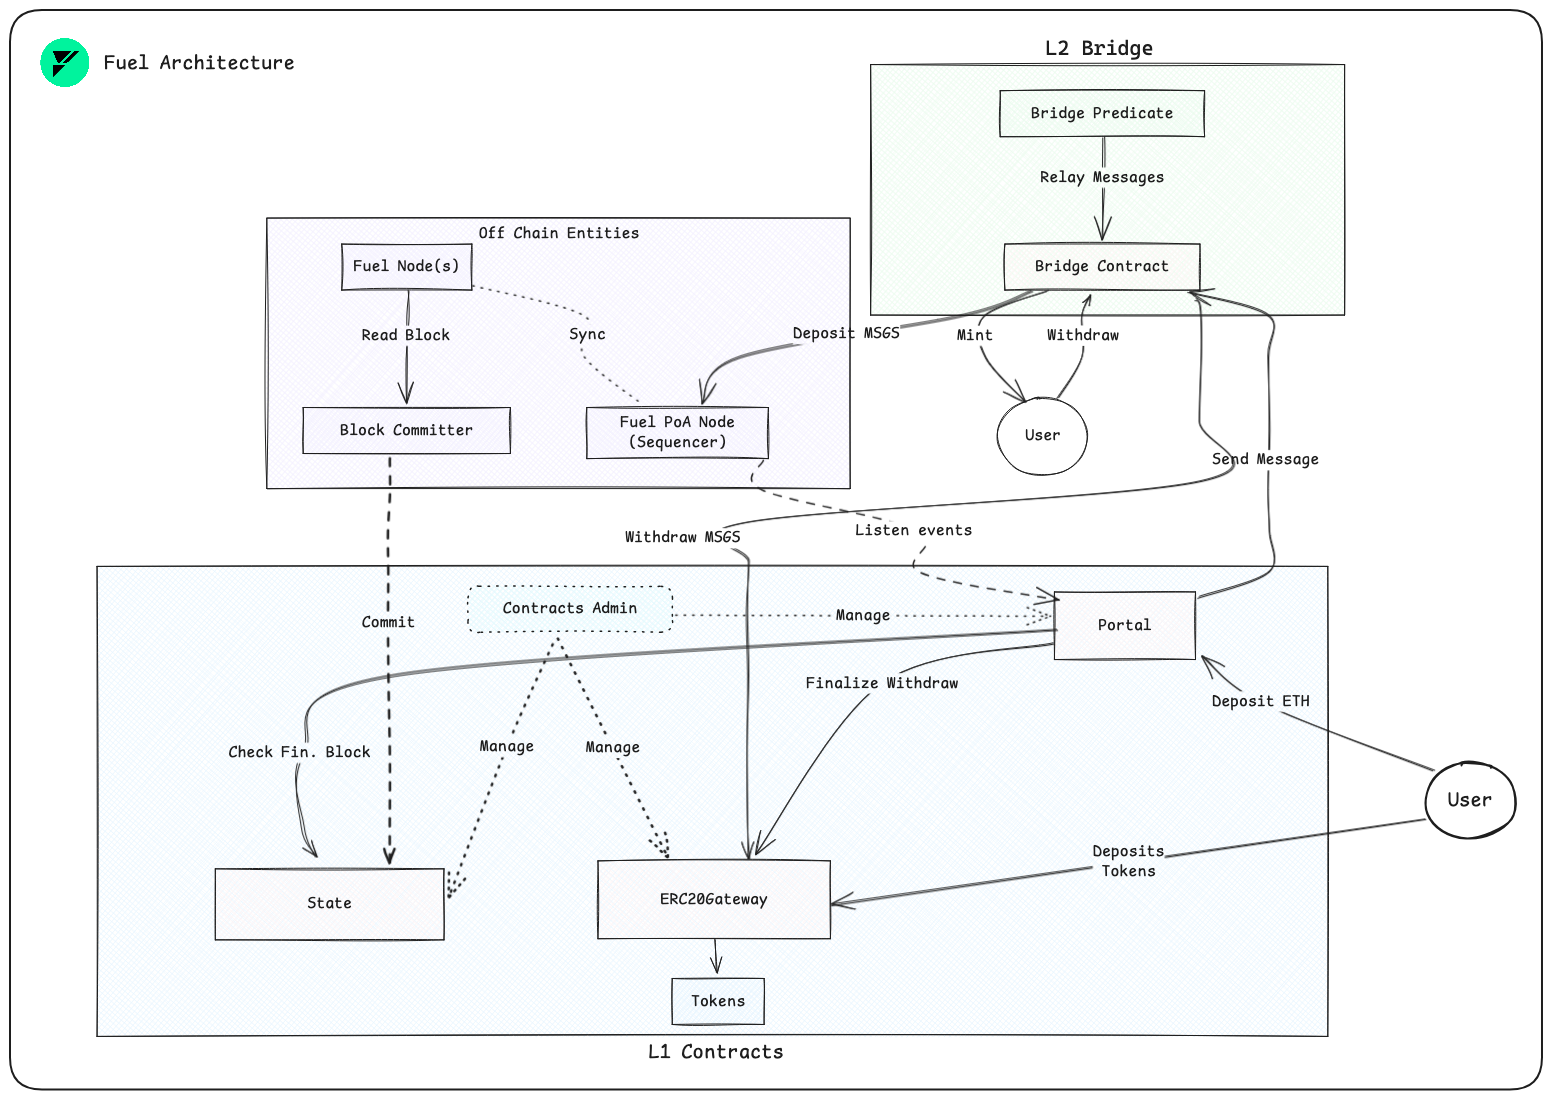 Fuel Architecture
L2 Bridge
Bridge Predicate
Relay Messages
Bridge Contract
Off Chain Entities
Fuel Node(s)
Read Block
Sync
Deposit MSGS
Mint
Withdraw
Block Committer
Fuel PoA Node
(Sequencer)
User
Send Message
Withdraw MSGS
Listen events
Contracts Admin
Manage
Portal
Commit
Finalize Withdraw
Deposit ETH
Check Fin. Block
Manage
Manage
User
Deposits
Tokens
State
ERC20Gateway
Tokens
L1 Contracts